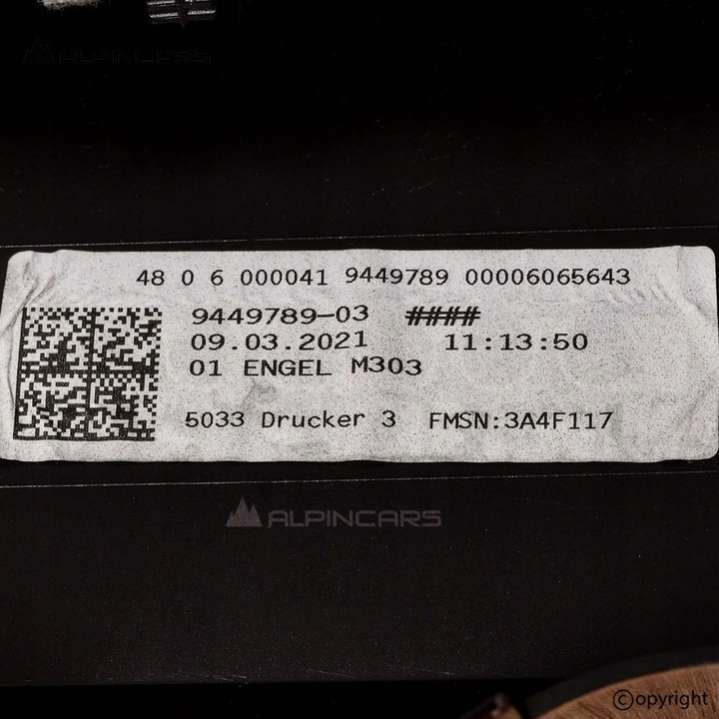 ALPINCARS
48 0 6 000041 9449789 00006065643
9449789-03 ####
09.03.2021 11:13:50
01 ENGEL M303
5033 Drucker 3 FMSN:3A4F117
ALPINCARS
©opyright